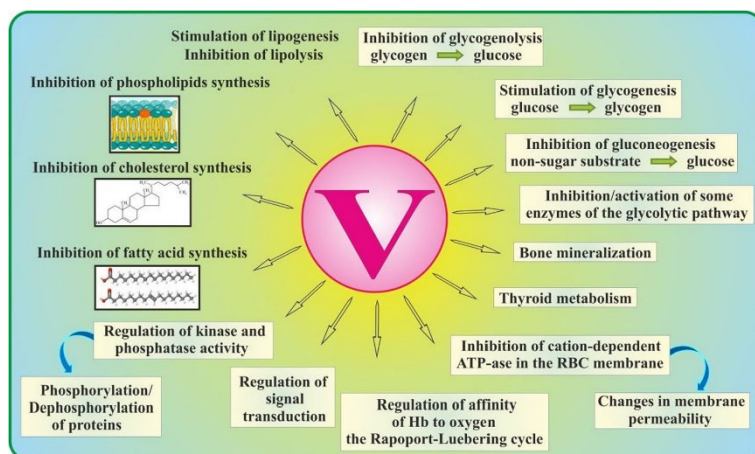 Stimulation of lipogenesis
Inhibition of lipolysis
Inhibition of glycogenolysis
glycogen glucose
Inhibition of phospholipids synthesis
Stimulation of glycogenesis
glucose glycogen
Inhibition of cholesterol synthesis
Inhibition of gluconeogenesis
non-sugar substrate glucose
V
Inhibition/activation of some
enzymes of the glycolytic pathway
Inhibition of fatty acid synthesis
Bone mineralization
Thyroid metabolism
Regulation of kinase and
phosphatase activity
Inhibition of cation-dependent
ATP-ase in the RBC membrane
Phosphorylation/
Dephosphorylation
of proteins
Regulation of
signal
transduction
Regulation of affinity
of Hb to oxygen
the Rapoport-Luebering cycle
Changes in membrane
permeability